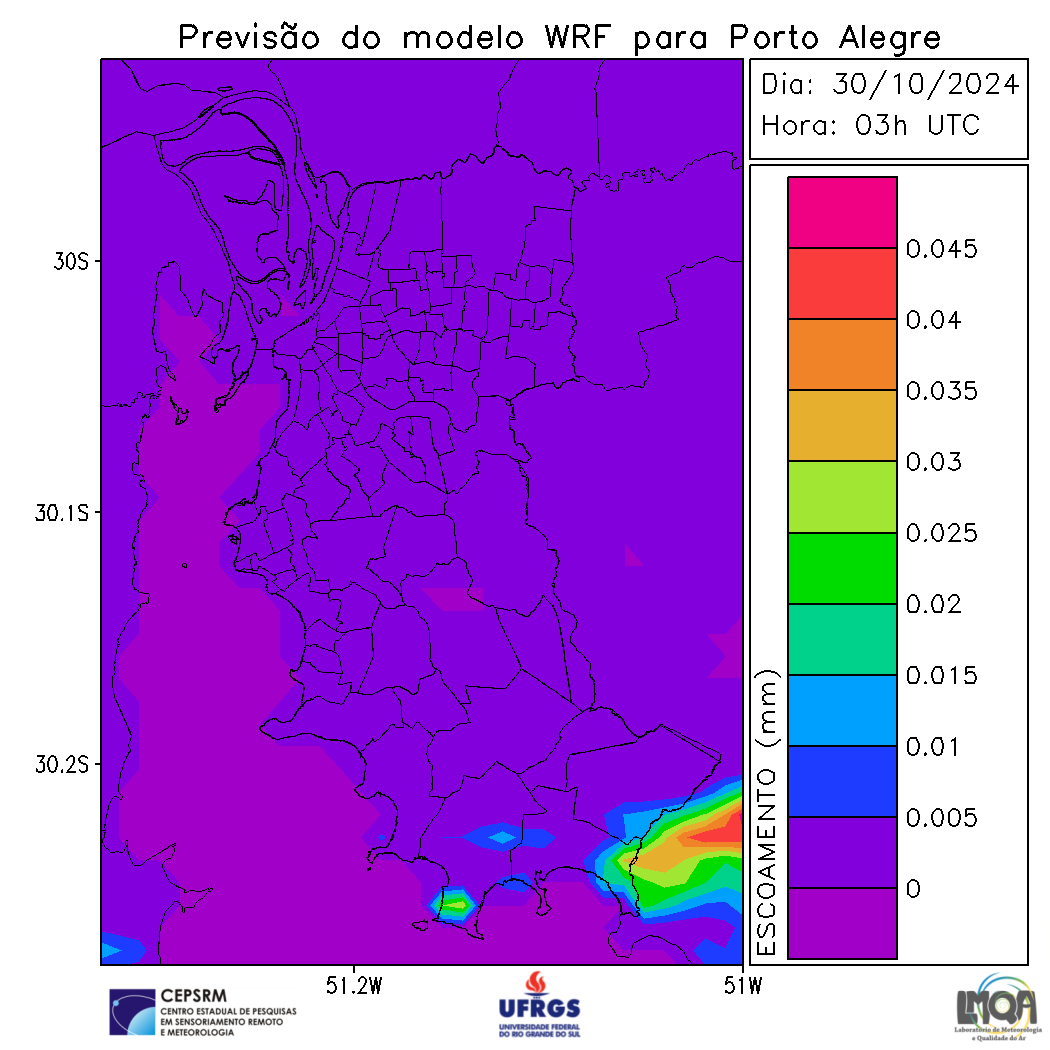 Previsão do modelo WRF para Porto Alegre
Dia: 30/10/2024
Hora: 03h UTC
30S
30.1S
30.2S
51.2W
51W
ESCOAMENTO (mm)
0.045
0.04
0.035
0.03
0.025
0.02
0.015
0.01
0.005
0
CEPSRM
CENTRO ESTADUAL DE PESQUISAS
EM SENSORIAMENTO REMOTO
E METEOROLOGIA
UFRGS
UNIVERSIDADE FEDERAL
DO RIO GRANDE DO SUL
LMQA
Laboratório de Meteorologia
e Qualidade do Ar